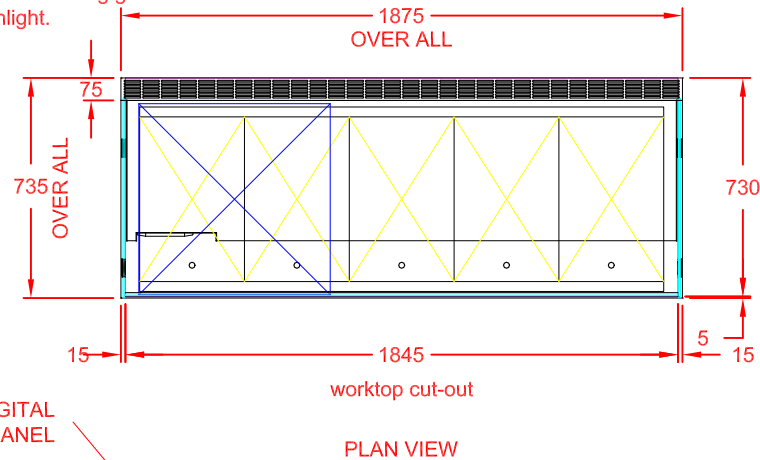 nlight.
1875
OVER ALL
75
735
OVER ALL
730
15
1845
5
15
worktop cut-out
GITAL
ANEL
PLAN VIEW